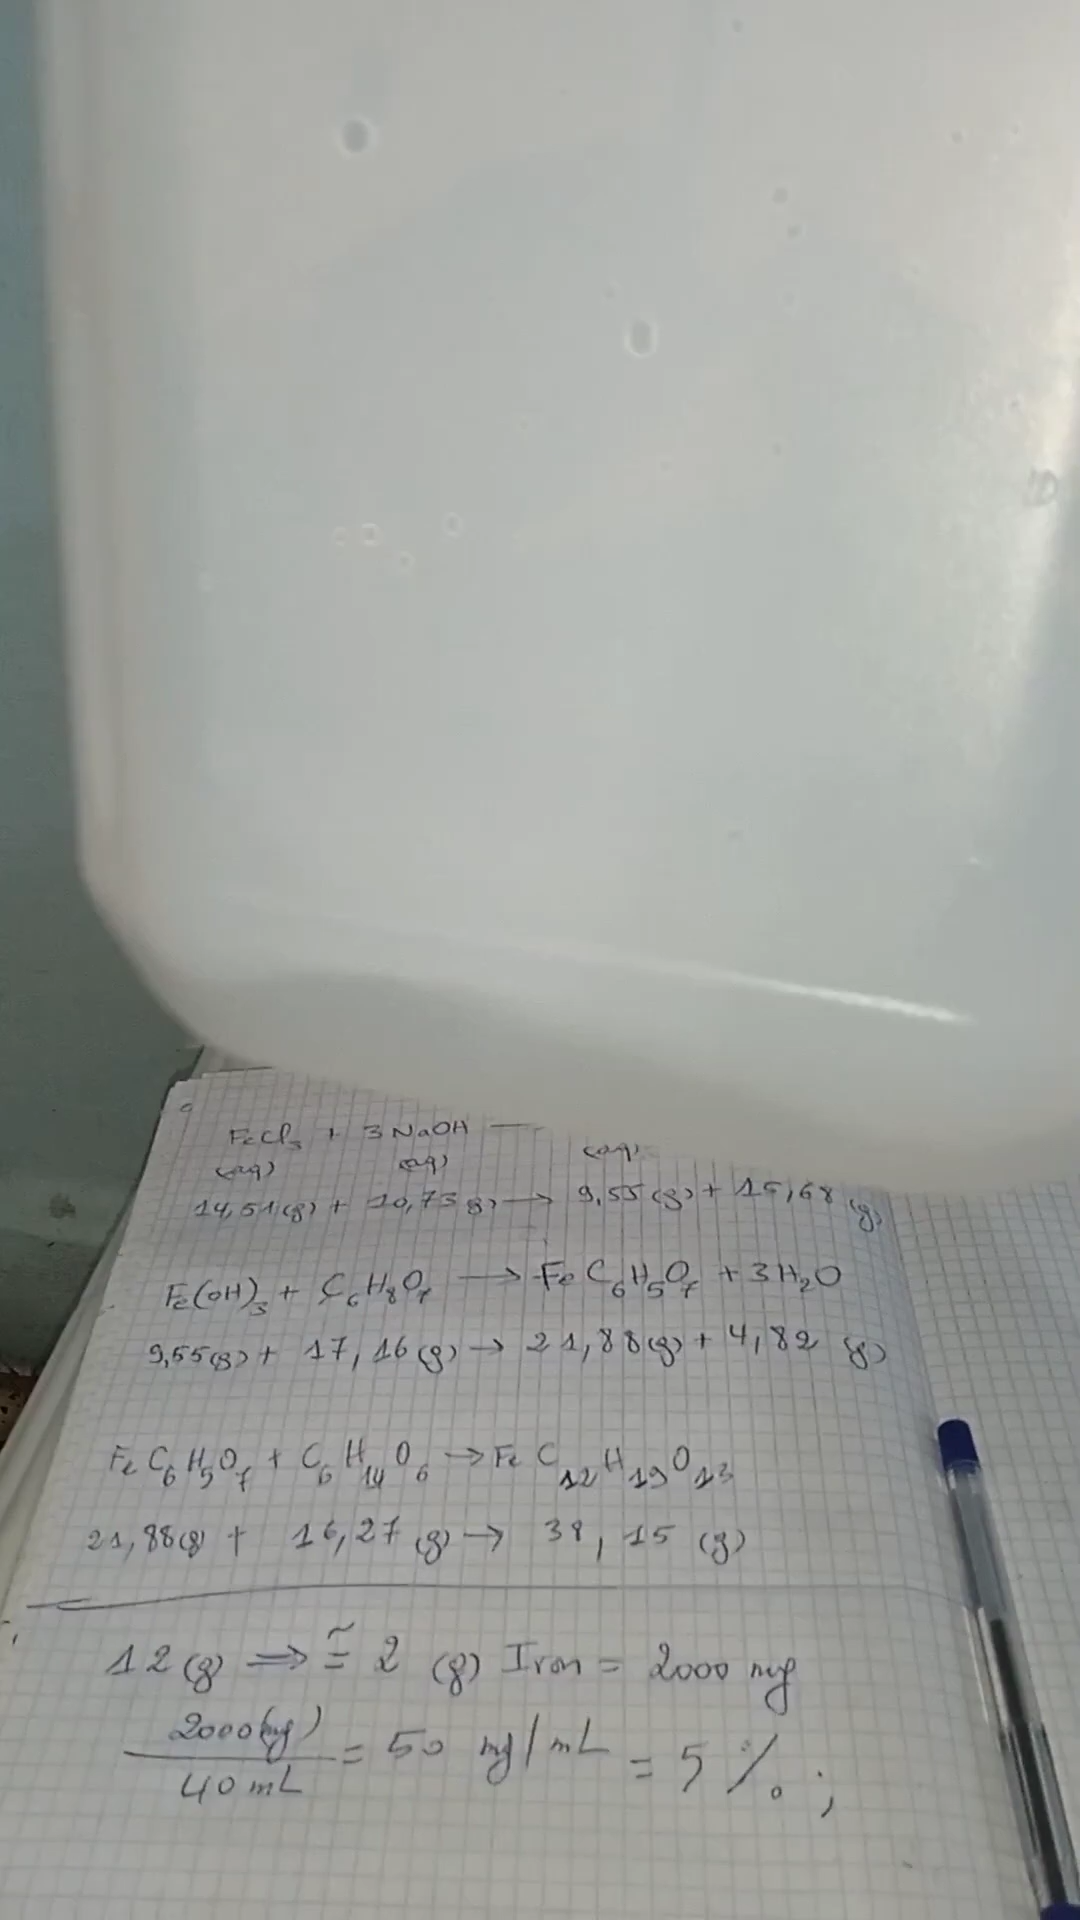 FeCl₃ + 3NaOH —
(aq) (aq) (aq)
14,51(g) + 10,73 g) → 9,55(g) + 15,68 (g)
Fe(OH)₃ + C₆H₈O₇ → FeC₆H₅O₇ + 3H₂O
9,55(g) + 17,16(g) → 21,88(g) + 4,82 (g)
FeC₆H₅O₇ + C₆H₁₄O₆ → FeC₁₂H₁₉O₁₃
21,88(g) + 16,27(g) → 38,15 (g)
12(g) ⟹ ≅ 2 (g) Iron = 2000 mg
2000(mg)
/ 40 mL = 50 mg/mL = 5 %. ;